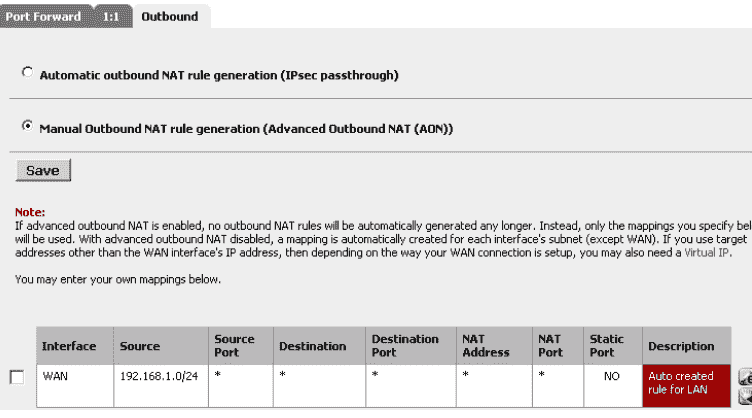 Port Forward 1:1 Outbound
Automatic outbound NAT rule generation (IPsec passthrough)
Manual Outbound NAT rule generation (Advanced Outbound NAT (AON))
Save
Note:
If advanced outbound NAT is enabled, no outbound NAT rules will be automatically generated any longer. Instead, only the mappings you specify bel
will be used. With advanced outbound NAT disabled, a mapping is automatically created for each interface's subnet (except WAN). If you use target
addresses other than the WAN interface's IP address, then depending on the way your WAN connection is setup, you may also need a Virtual IP.
You may enter your own mappings below.
Interface Source Source Port Destination Destination Port NAT Address NAT Port Static Port Description
WAN 192.168.1.0/24 * * * * * NO Auto created rule for LAN